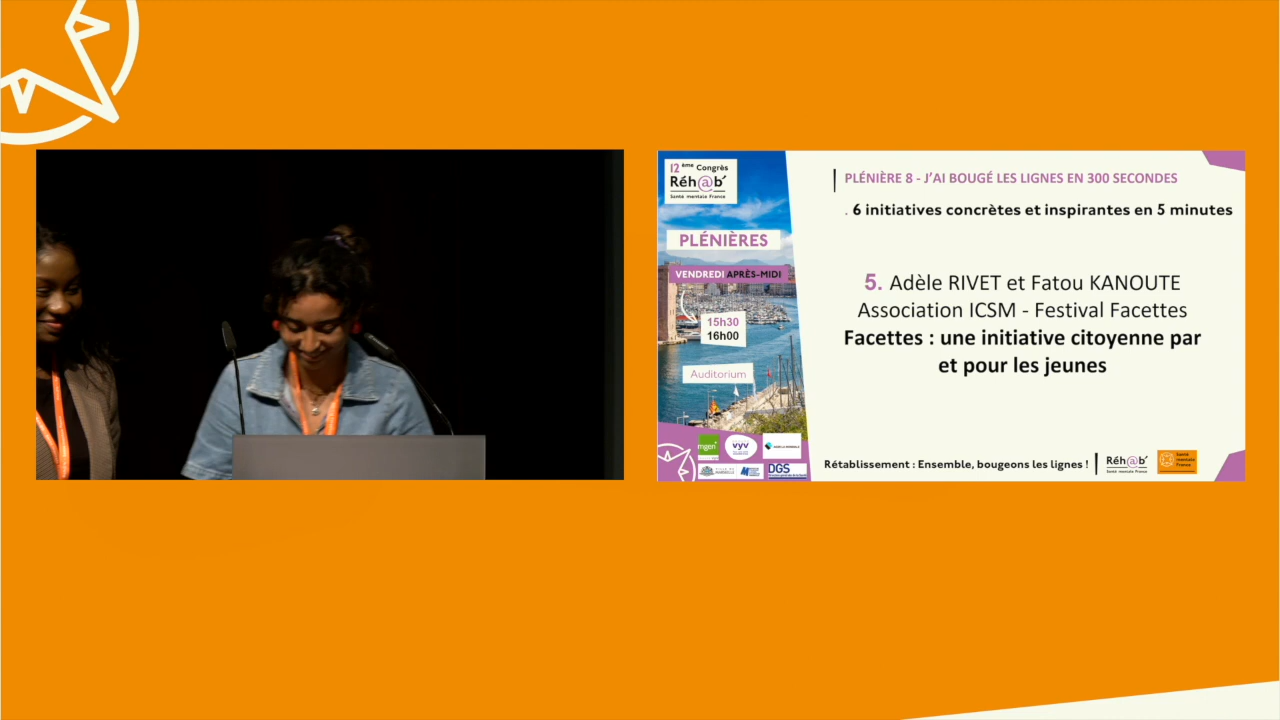 12ème Congrès
Réh@b'
Santé mentale France
PLÉNIÈRES
VENDREDI APRÈS-MIDI
15h30
16h00
Auditorium
mgen
vyv
DGS
PLÉNIÈRE 8 - J'AI BOUGÉ LES LIGNES EN 300 SECONDES
. 6 initiatives concrètes et inspirantes en 5 minutes
5. Adèle RIVET et Fatou KANOUTE
Association ICSM - Festival Facettes
Facettes : une initiative citoyenne par
et pour les jeunes
Rétablissement : Ensemble, bougeons les lignes !
Réh@b'
Santé mentale France
Santé
mentale
France